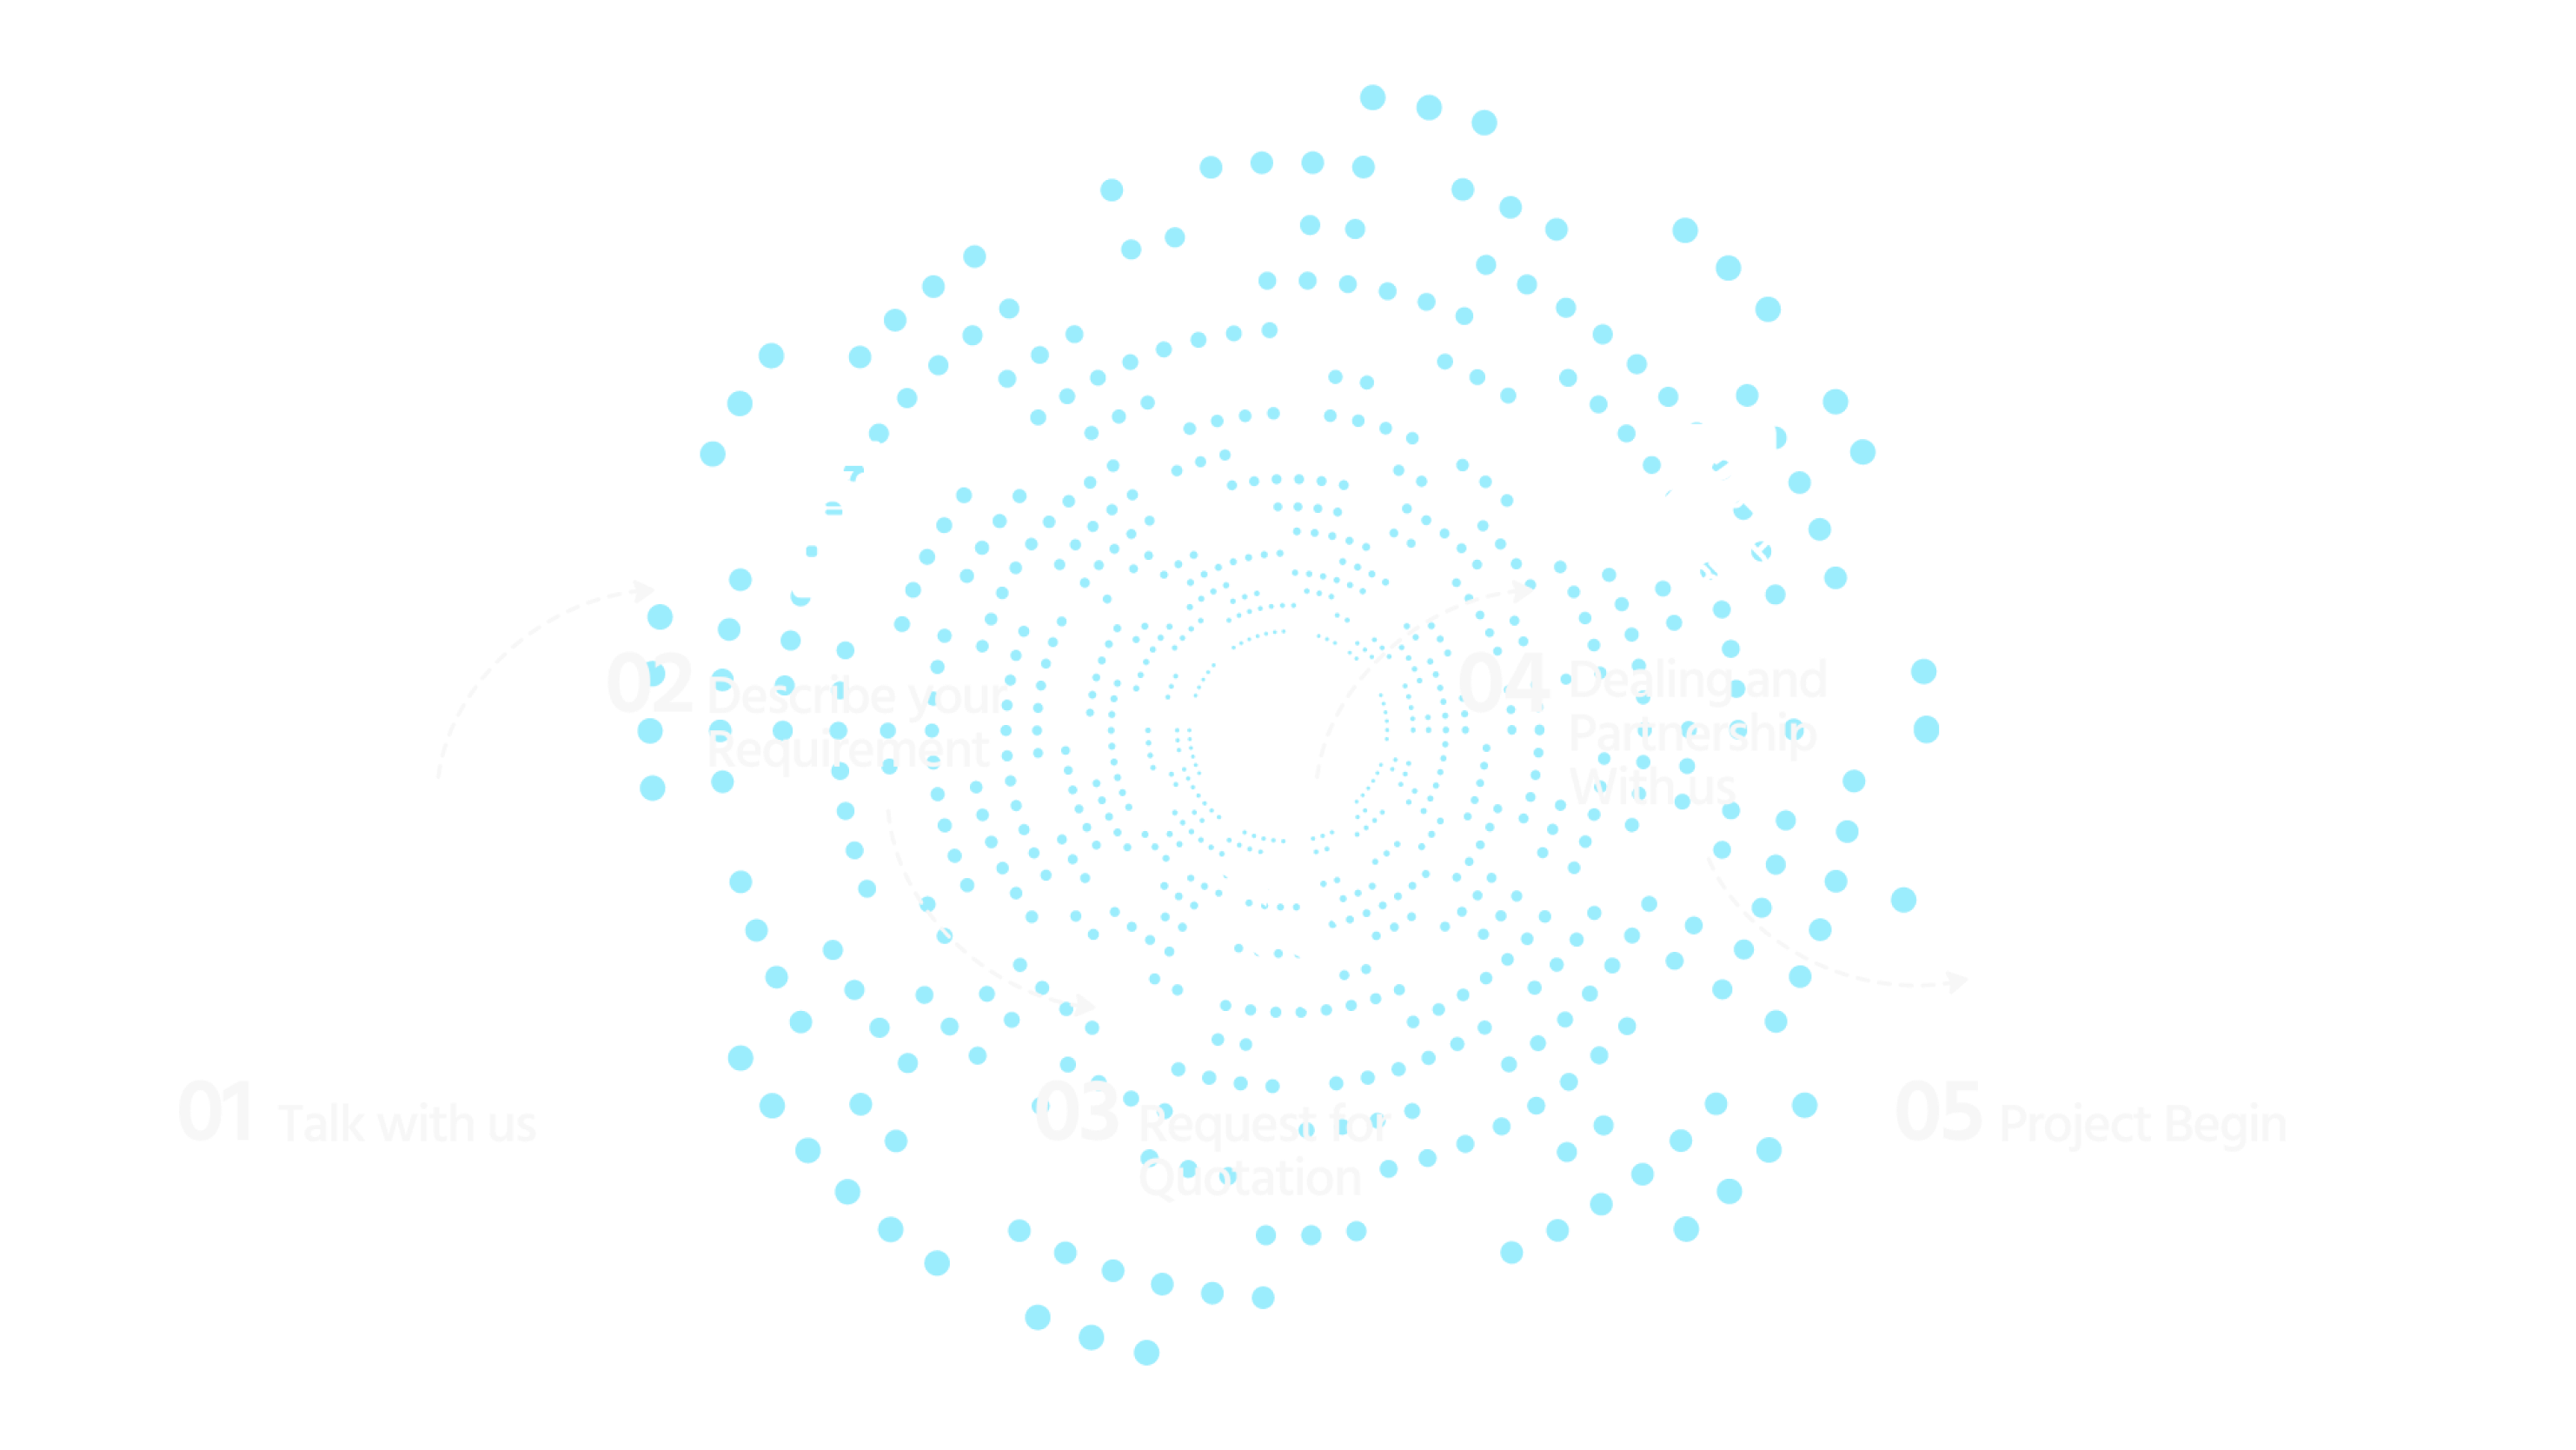 02 Describe your
Requirement
04 Dealing and
Partnership
With us
01 Talk with us
03 Request for
Quotation
05 Project Begin